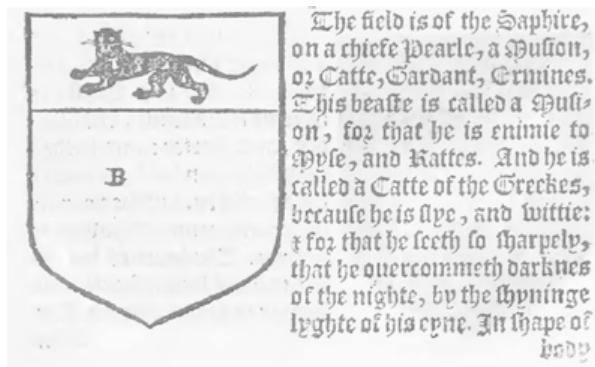 The field is of the Saphire,
on a chiefe Pearle, a Musion,
or Catte, Gardant, Ermines.
This beaste is called a Musi-
on, for that he is enimie to
Myse, and Rattes. And he is
called a Catte of the Greekes,
because he is slye, and wittie:
& for that he seeth so sharpely,
that he ouercommeth darknes
of the nighte, by the shyninge
lyghte of his eyne. In shape of
body
B